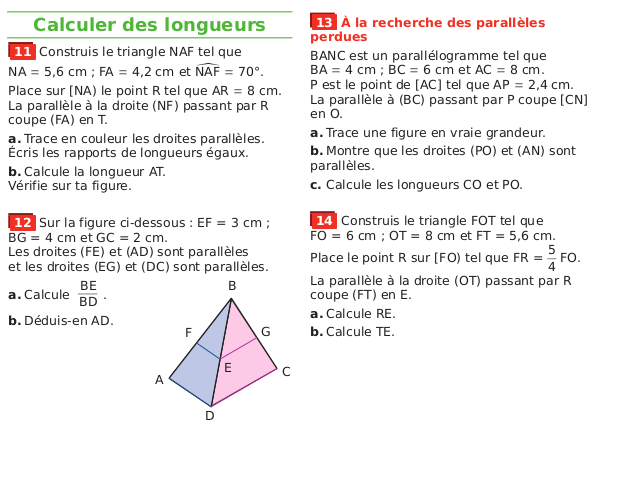 Calculer des longueurs
11 Construis le triangle NAF tel que
NA = 5,6 cm ; FA = 4,2 cm et NAF = 70°.
Place sur [NA) le point R tel que AR = 8 cm.
La parallèle à la droite (NF) passant par R
coupe (FA) en T.
a. Trace en couleur les droites parallèles.
Écris les rapports de longueurs égaux.
b. Calcule la longueur AT.
Vérifie sur ta figure.
12 Sur la figure ci-dessous : EF = 3 cm ;
BG = 4 cm et GC = 2 cm.
Les droites (FE) et (AD) sont parallèles
et les droites (EG) et (DC) sont parallèles.
a. Calcule BE/BD .
b. Déduis-en AD.
B
F
G
E
A
C
D
13 À la recherche des parallèles
perdues
BANC est un parallélogramme tel que
BA = 4 cm ; BC = 6 cm et AC = 8 cm.
P est le point de [AC] tel que AP = 2,4 cm.
La parallèle à (BC) passant par P coupe [CN]
en O.
a. Trace une figure en vraie grandeur.
b. Montre que les droites (PO) et (AN) sont
parallèles.
c. Calcule les longueurs CO et PO.
14 Construis le triangle FOT tel que
FO = 6 cm ; OT = 8 cm et FT = 5,6 cm.
Place le point R sur [FO) tel que FR = 5/4 FO.
La parallèle à la droite (OT) passant par R
coupe (FT) en E.
a. Calcule RE.
b. Calcule TE.